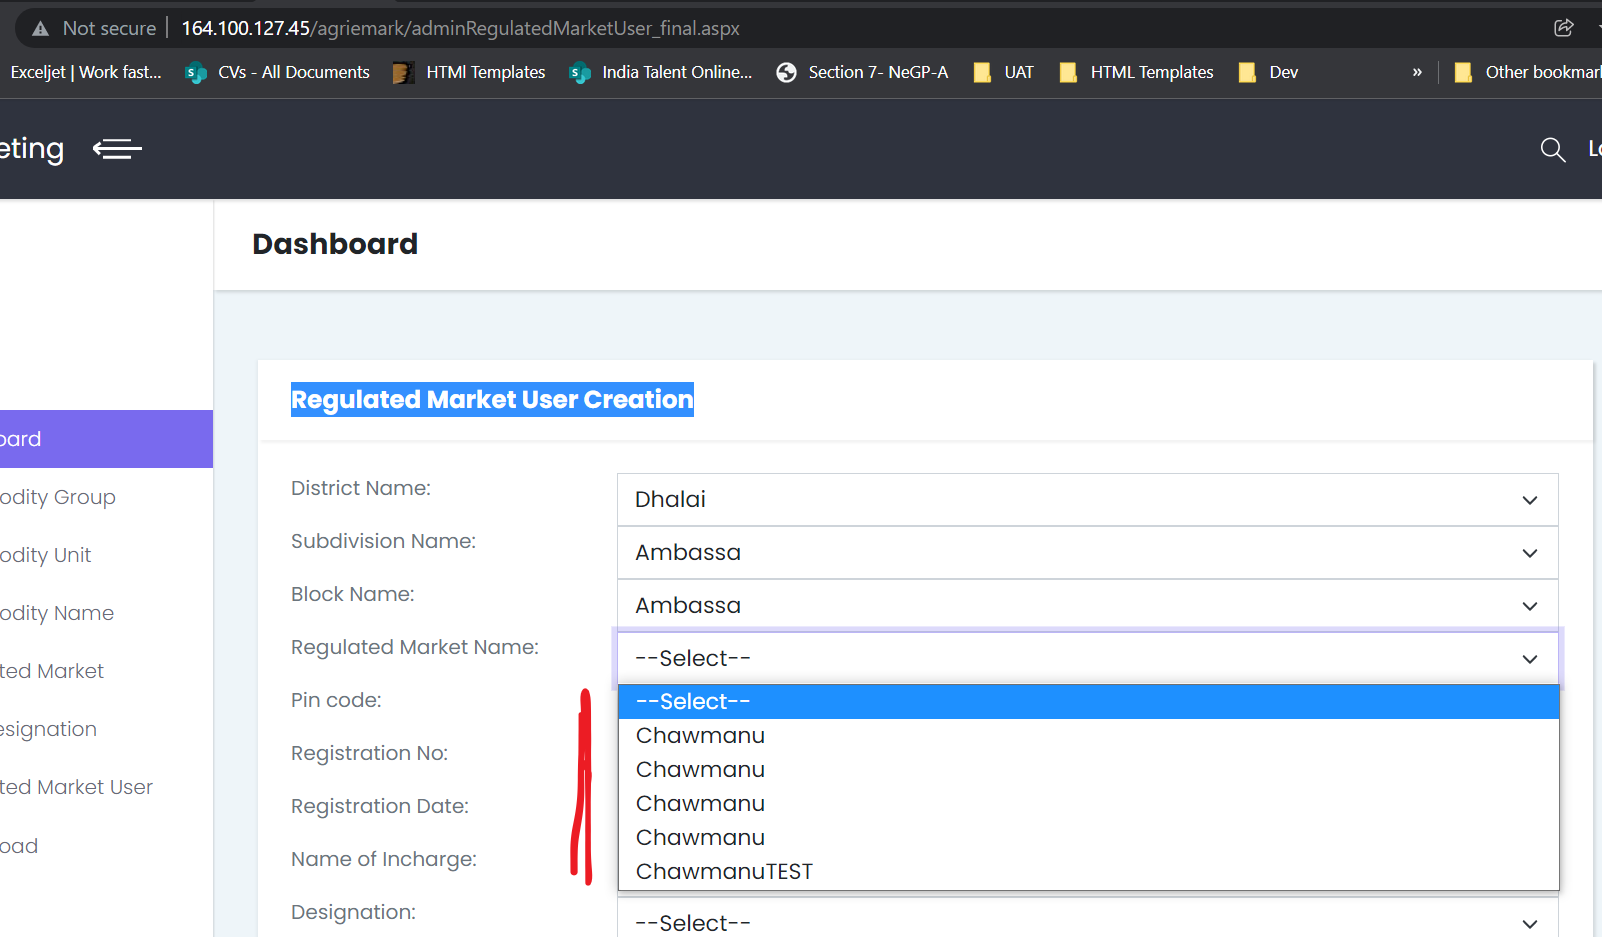 Not secure | 164.100.127.45/agriemark/adminRegulatedMarketUser_final.aspx
Exceljet | Work fast... CVs - All Documents HTMl Templates India Talent Online... Section 7- NeGP-A UAT HTML Templates Dev » Other bookmark
eting Lo
Dashboard
Regulated Market User Creation
oard
odity Group
odity Unit
odity Name
ted Market
esignation
ted Market User
oad
District Name: Dhalai
Subdivision Name: Ambassa
Block Name: Ambassa
Regulated Market Name: --Select--
Pin code:
Registration No:
Registration Date:
Name of Incharge:
--Select--
Chawmanu
Chawmanu
Chawmanu
Chawmanu
ChawmanuTEST
Designation: --Select--